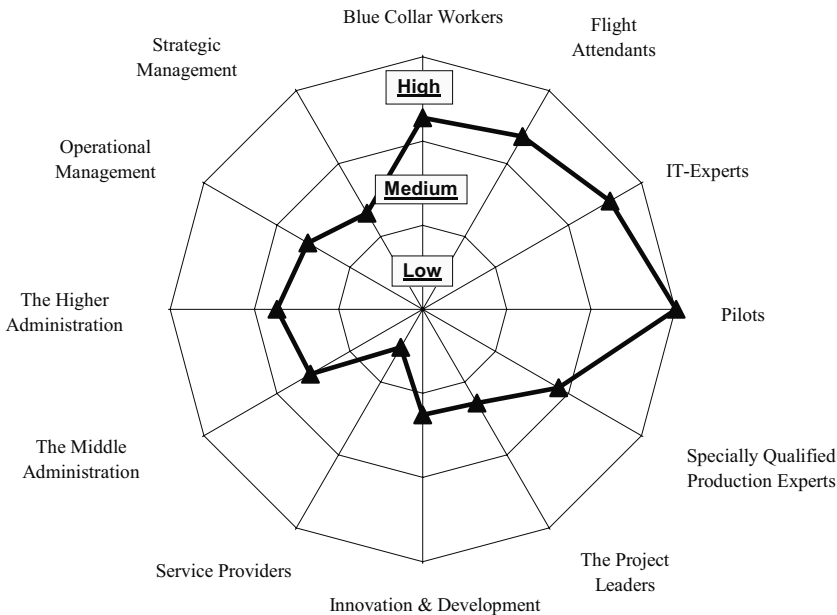 Blue Collar Workers
Flight
Attendants
Strategic
Management
High
Operational
Management
IT-Experts
Medium
Low
The Higher
Administration
Pilots
The Middle
Administration
Specially Qualified
Production Experts
Service Providers
The Project
Leaders
Innovation & Development